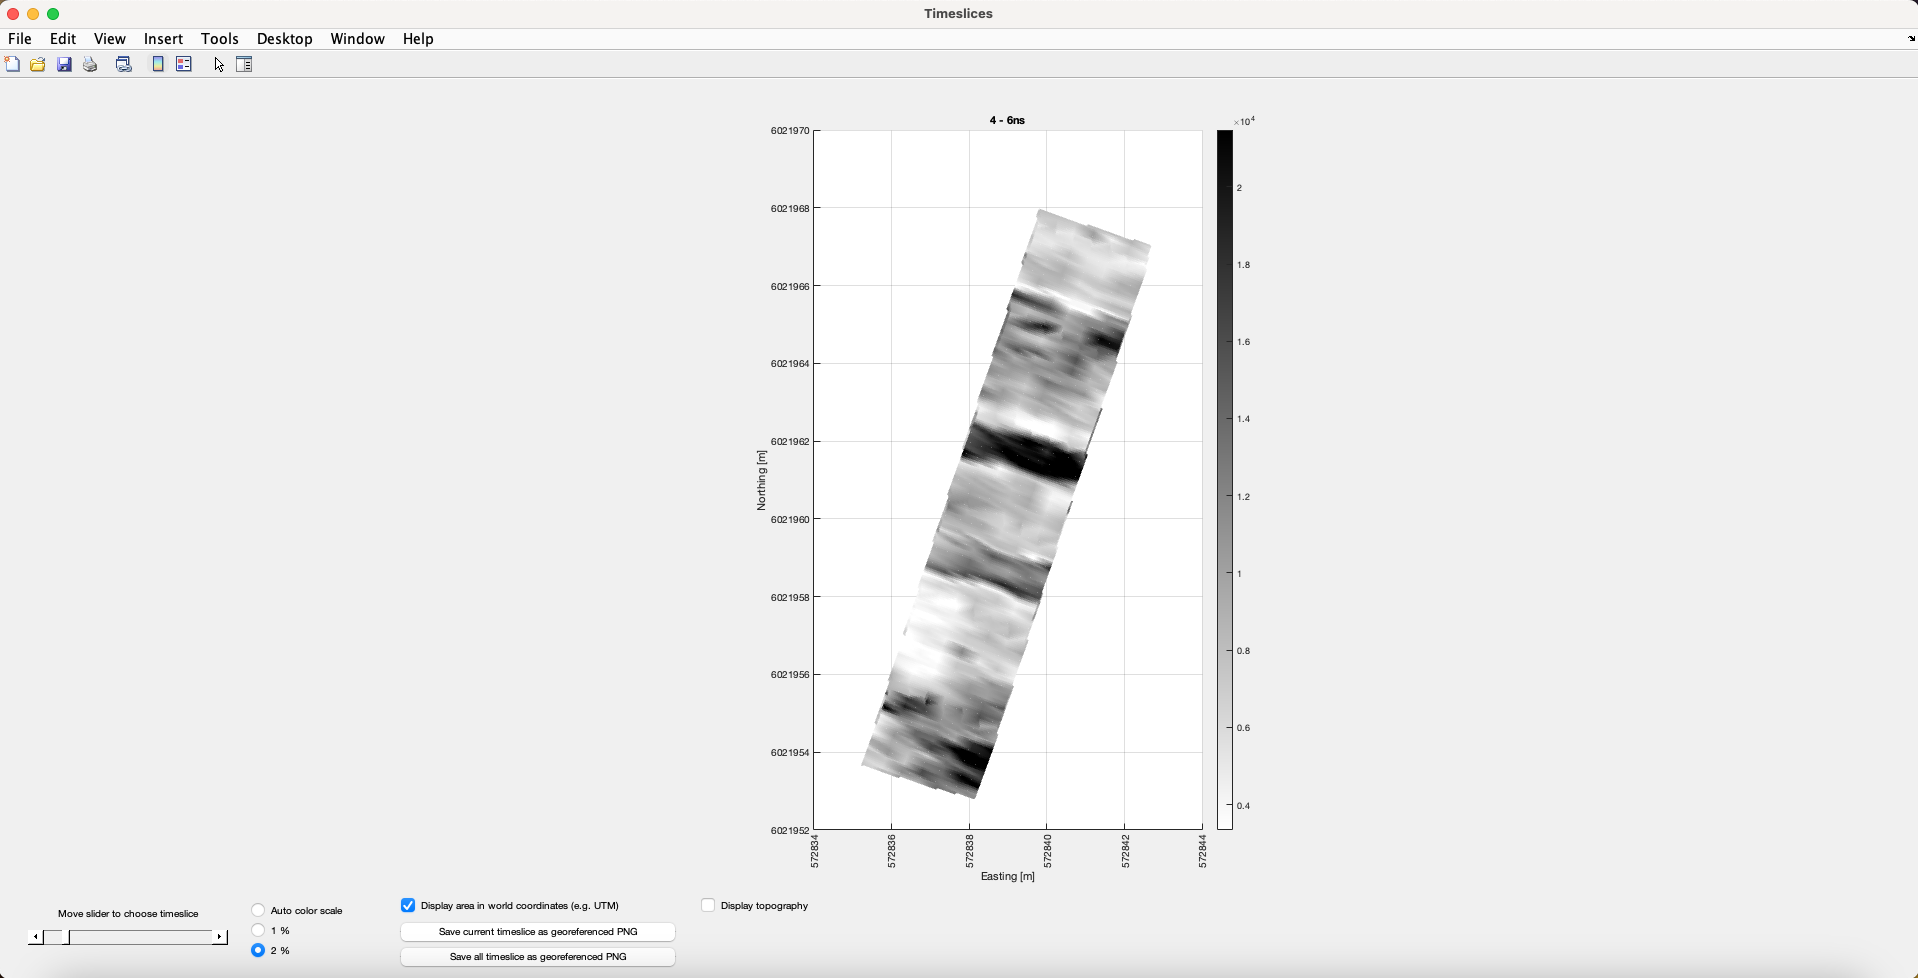 Timeslices
File Edit View Insert Tools Desktop Window Help
4 - 6ns
×10⁴
6021970
6021968
6021966
6021964
6021962
6021960
6021958
6021956
6021954
6021952
Northing [m]
2
1.8
1.6
1.4
1.2
1
0.8
0.6
0.4
572834 572836 572838 572840 572842 572844
Easting [m]
Move slider to choose timeslice
Auto color scale
1 %
2 %
Display area in world coordinates (e.g. UTM)
Save current timeslice as georeferenced PNG
Save all timeslice as georeferenced PNG
Display topography